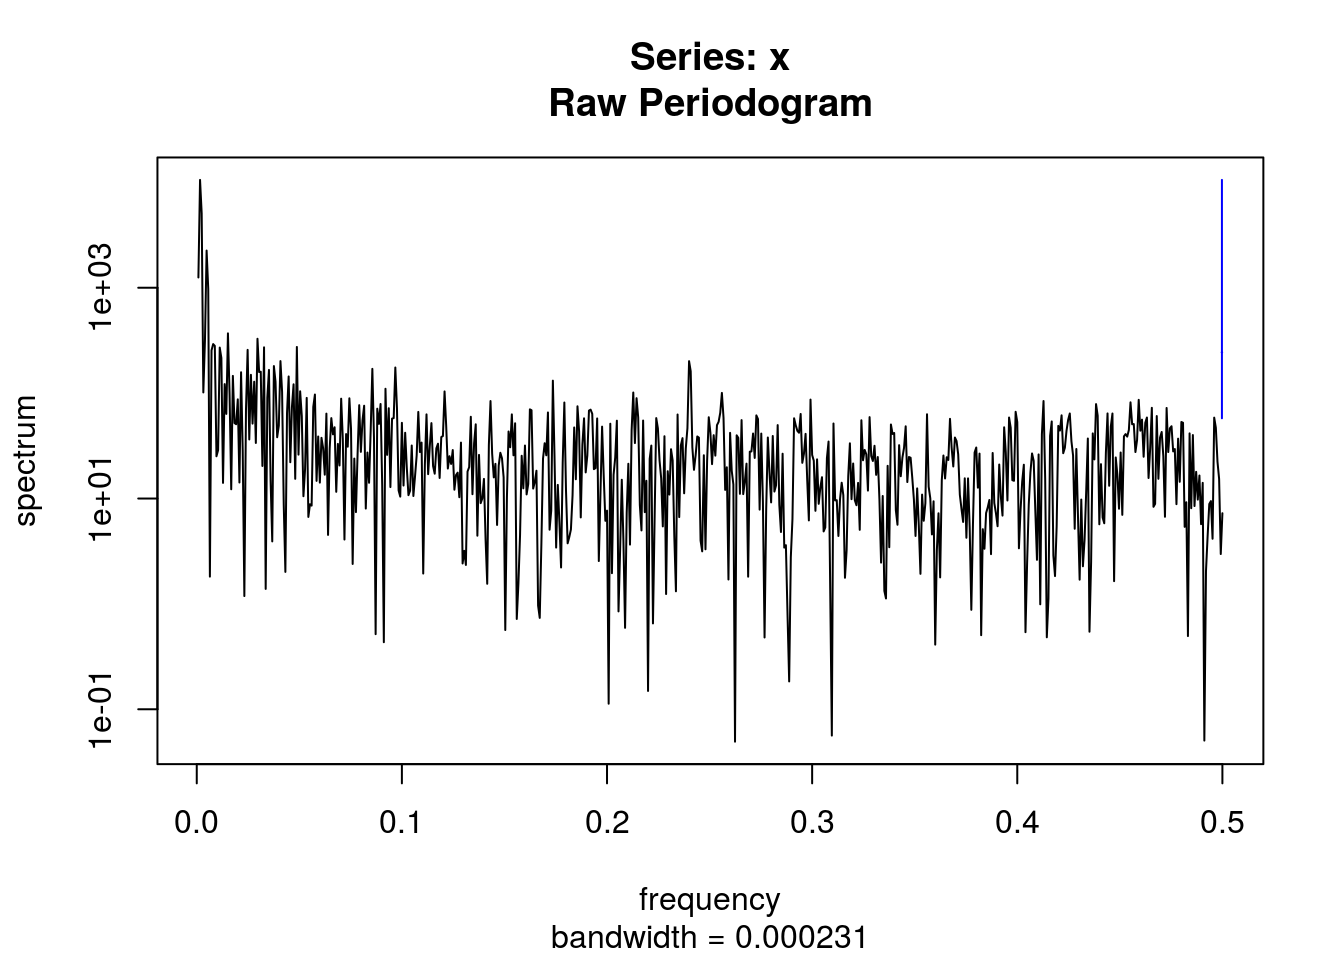 Series: x
Raw Periodogram
spectrum
1e+03
1e+01
1e-01
0.0 0.1 0.2 0.3 0.4 0.5
frequency
bandwidth = 0.000231